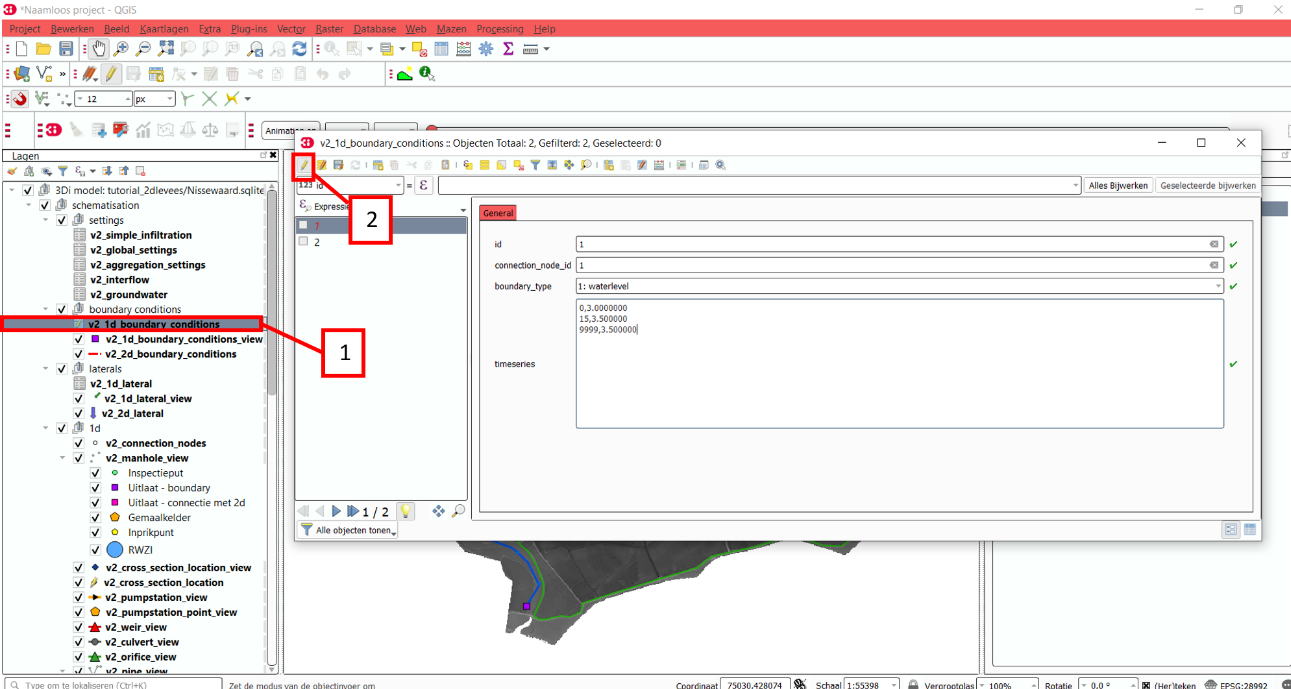 *Naamloos project - QGIS
Project Bewerken Beeld Kaartlagen Extra Plug-ins Vector Raster Database Web Mazen Processing Help
12 px
Lagen
3Di model: tutorial_2dlevees/Nissewaard.sqlite
schematisation
settings
v2_simple_infiltration
v2_global_settings
v2_aggregation_settings
v2_interflow
v2_groundwater
boundary conditions
v2_1d_boundary_conditions
v2_1d_boundary_conditions_view
v2_2d_boundary_conditions
laterals
v2_1d_lateral
v2_1d_lateral_view
v2_2d_lateral
1d
v2_connection_nodes
v2_manhole_view
Inspectieput
Uitlaat - boundary
Uitlaat - connectie met 2d
Gemaalkelder
Inprikpunt
RWZI
v2_cross_section_location_view
v2_cross_section_location
v2_pumpstation_view
v2_pumpstation_point_view
v2_weir_view
v2_culvert_view
v2_orifice_view
v2_pipe_view
1
v2_1d_boundary_conditions :: Objecten Totaal: 2, Gefilterd: 2, Geselecteerd: 0
123 id = ε Alles Bijwerken Geselecteerde bijwerken
Expressie
2
1
2
General
id 1
connection_node_id 1
boundary_type 1: waterlevel
timeseries
0,3.0000000
15,3.500000
9999,3.500000
1 / 2
Alle objecten tonen
Type om te lokaliseren (Ctrl+K) Zet de modus van de objectinvoer om Coordinaat 75030,428074 Schaal 1:55398 Vergrootglas 100% Rotatie 0,0 ° (Her)teken EPSG:28992